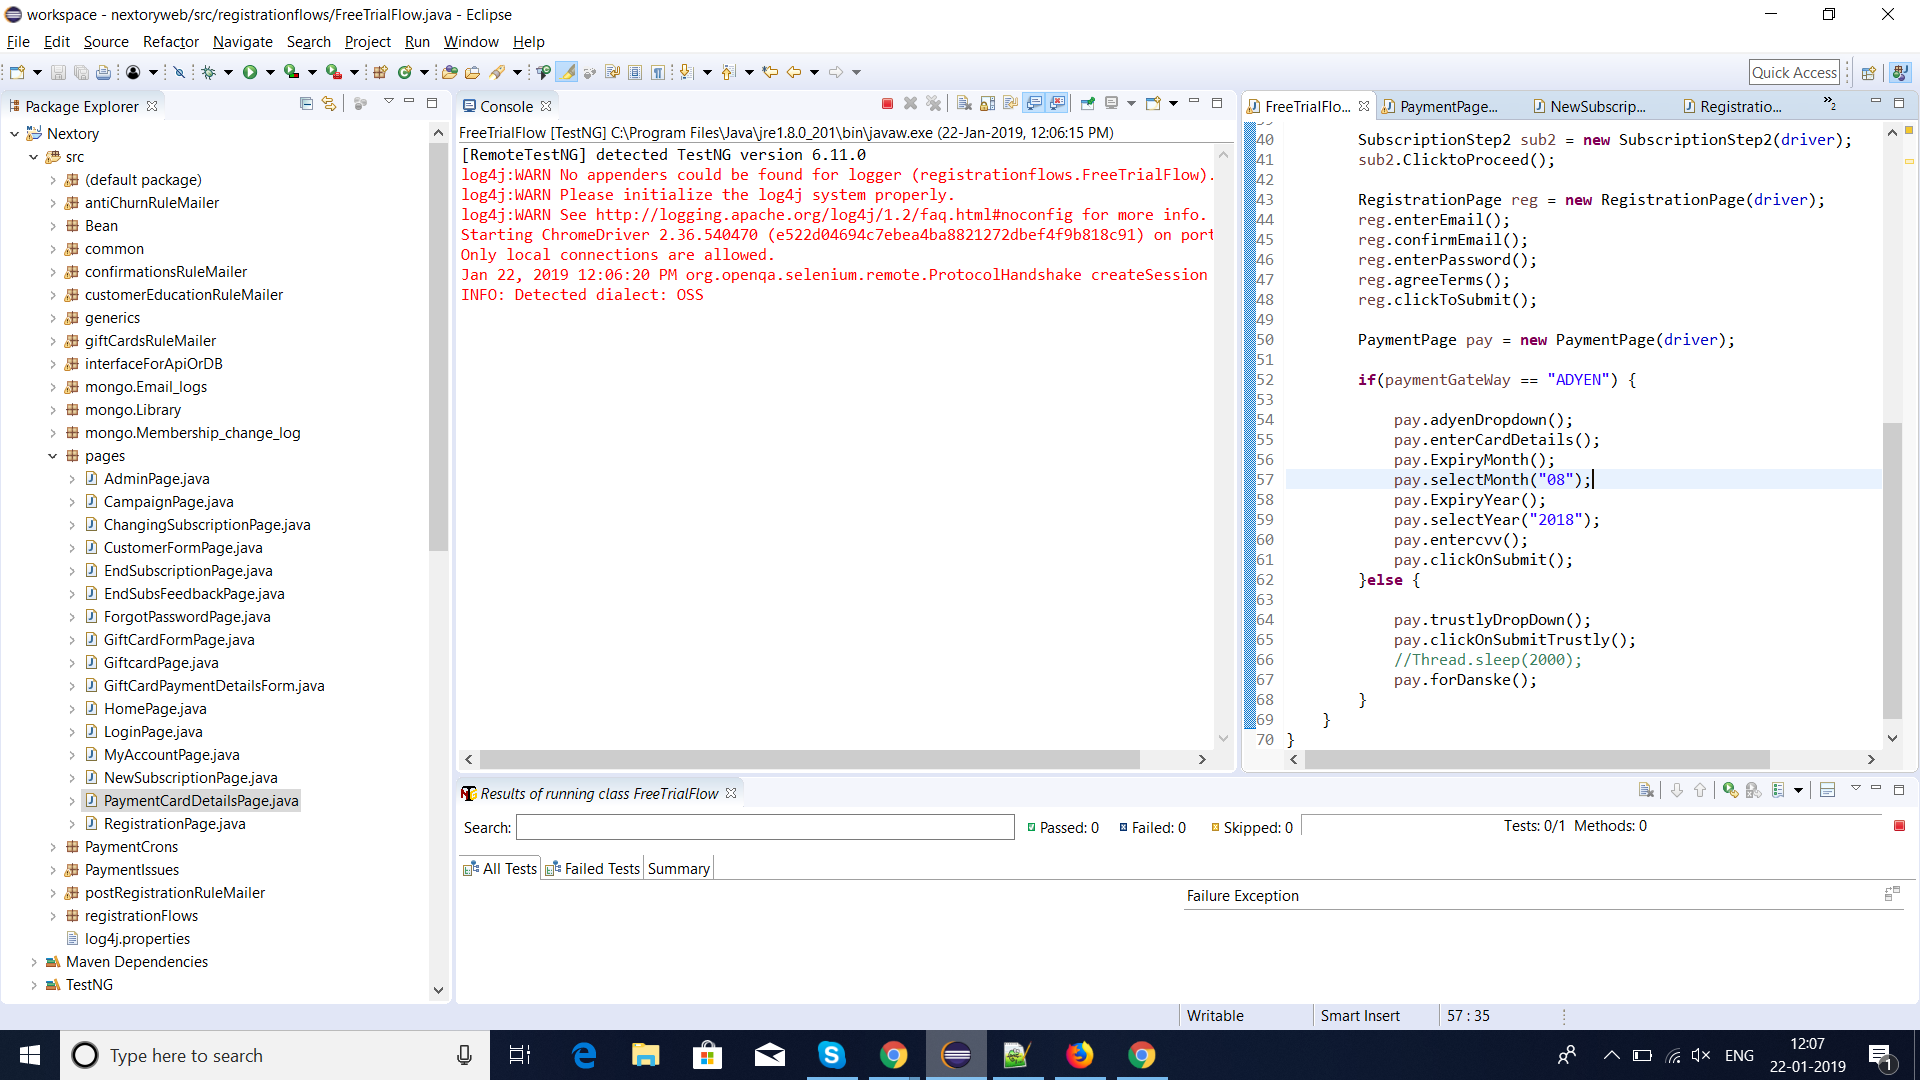 workspace - nextoryweb/src/registrationflows/FreeTrialFlow.java - Eclipse
File Edit Source Refactor Navigate Search Project Run Window Help
Quick Access
Package Explorer
Nextory
src
(default package)
antiChurnRuleMailer
Bean
common
confirmationsRuleMailer
customerEducationRuleMailer
generics
giftCardsRuleMailer
interfaceForApiOrDB
mongo.Email_logs
mongo.Library
mongo.Membership_change_log
pages
AdminPage.java
CampaignPage.java
ChangingSubscriptionPage.java
CustomerFormPage.java
EndSubscriptionPage.java
EndSubsFeedbackPage.java
ForgotPasswordPage.java
GiftCardFormPage.java
GiftcardPage.java
GiftCardPaymentDetailsForm.java
HomePage.java
LoginPage.java
MyAccountPage.java
NewSubscriptionPage.java
PaymentCardDetailsPage.java
RegistrationPage.java
PaymentCrons
PaymentIssues
postRegistrationRuleMailer
registrationFlows
log4j.properties
Maven Dependencies
TestNG
Console
FreeTrialFlow [TestNG] C:\Program Files\Java\jre1.8.0_201\bin\javaw.exe (22-Jan-2019, 12:06:15 PM)
[RemoteTestNG] detected TestNG version 6.11.0
log4j:WARN No appenders could be found for logger (registrationflows.FreeTrialFlow).
log4j:WARN Please initialize the log4j system properly.
log4j:WARN See http://logging.apache.org/log4j/1.2/faq.html#noconfig for more info.
Starting ChromeDriver 2.36.540470 (e522d04694c7ebea4ba8821272dbef4f9b818c91) on port
Only local connections are allowed.
Jan 22, 2019 12:06:20 PM org.openqa.selenium.remote.ProtocolHandshake createSession
INFO: Detected dialect: OSS
FreeTrialFlo... PaymentPage... NewSubscrip... Registratio... »2
40 SubscriptionStep2 sub2 = new SubscriptionStep2(driver);
41 sub2.ClicktoProceed();
42
43 RegistrationPage reg = new RegistrationPage(driver);
44 reg.enterEmail();
45 reg.confirmEmail();
46 reg.enterPassword();
47 reg.agreeTerms();
48 reg.clickToSubmit();
49
50 PaymentPage pay = new PaymentPage(driver);
51
52 if(paymentGateWay == "ADYEN") {
53
54 pay.adyenDropdown();
55 pay.enterCardDetails();
56 pay.ExpiryMonth();
57 pay.selectMonth("08");
58 pay.ExpiryYear();
59 pay.selectYear("2018");
60 pay.entercvv();
61 pay.clickOnSubmit();
62 }else {
63
64 pay.trustlyDropDown();
65 pay.clickOnSubmitTrustly();
66 //Thread.sleep(2000);
67 pay.forDanske();
68 }
69 }
70 }
Results of running class FreeTrialFlow
Search: Passed: 0 Failed: 0 Skipped: 0 Tests: 0/1 Methods: 0
All Tests Failed Tests Summary
Failure Exception
Writable Smart Insert 57 : 35
Type here to search
ENG
12:07
22-01-2019
1